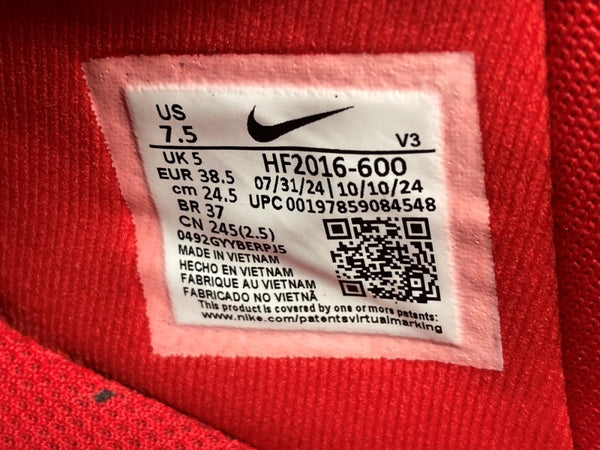 US
7.5
V3
UK 5
EUR 38.5
cm 24.5
BR 37
CN 245(2.5)
HF2016-600
07/31/24 | 10/10/24
UPC 00197859084548
0492GYYBERPJ5
MADE IN VIETNAM
HECHO EN VIETNAM
FABRIQUE AU VIETNAM
FABRICADO NO VIETNÃ
This product is covered by one or more patents.
www.nike.com/patentsvirtualmarking